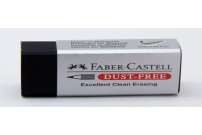 FABER-CASTELL
DUST-FREE
Excellent Clean Erasing